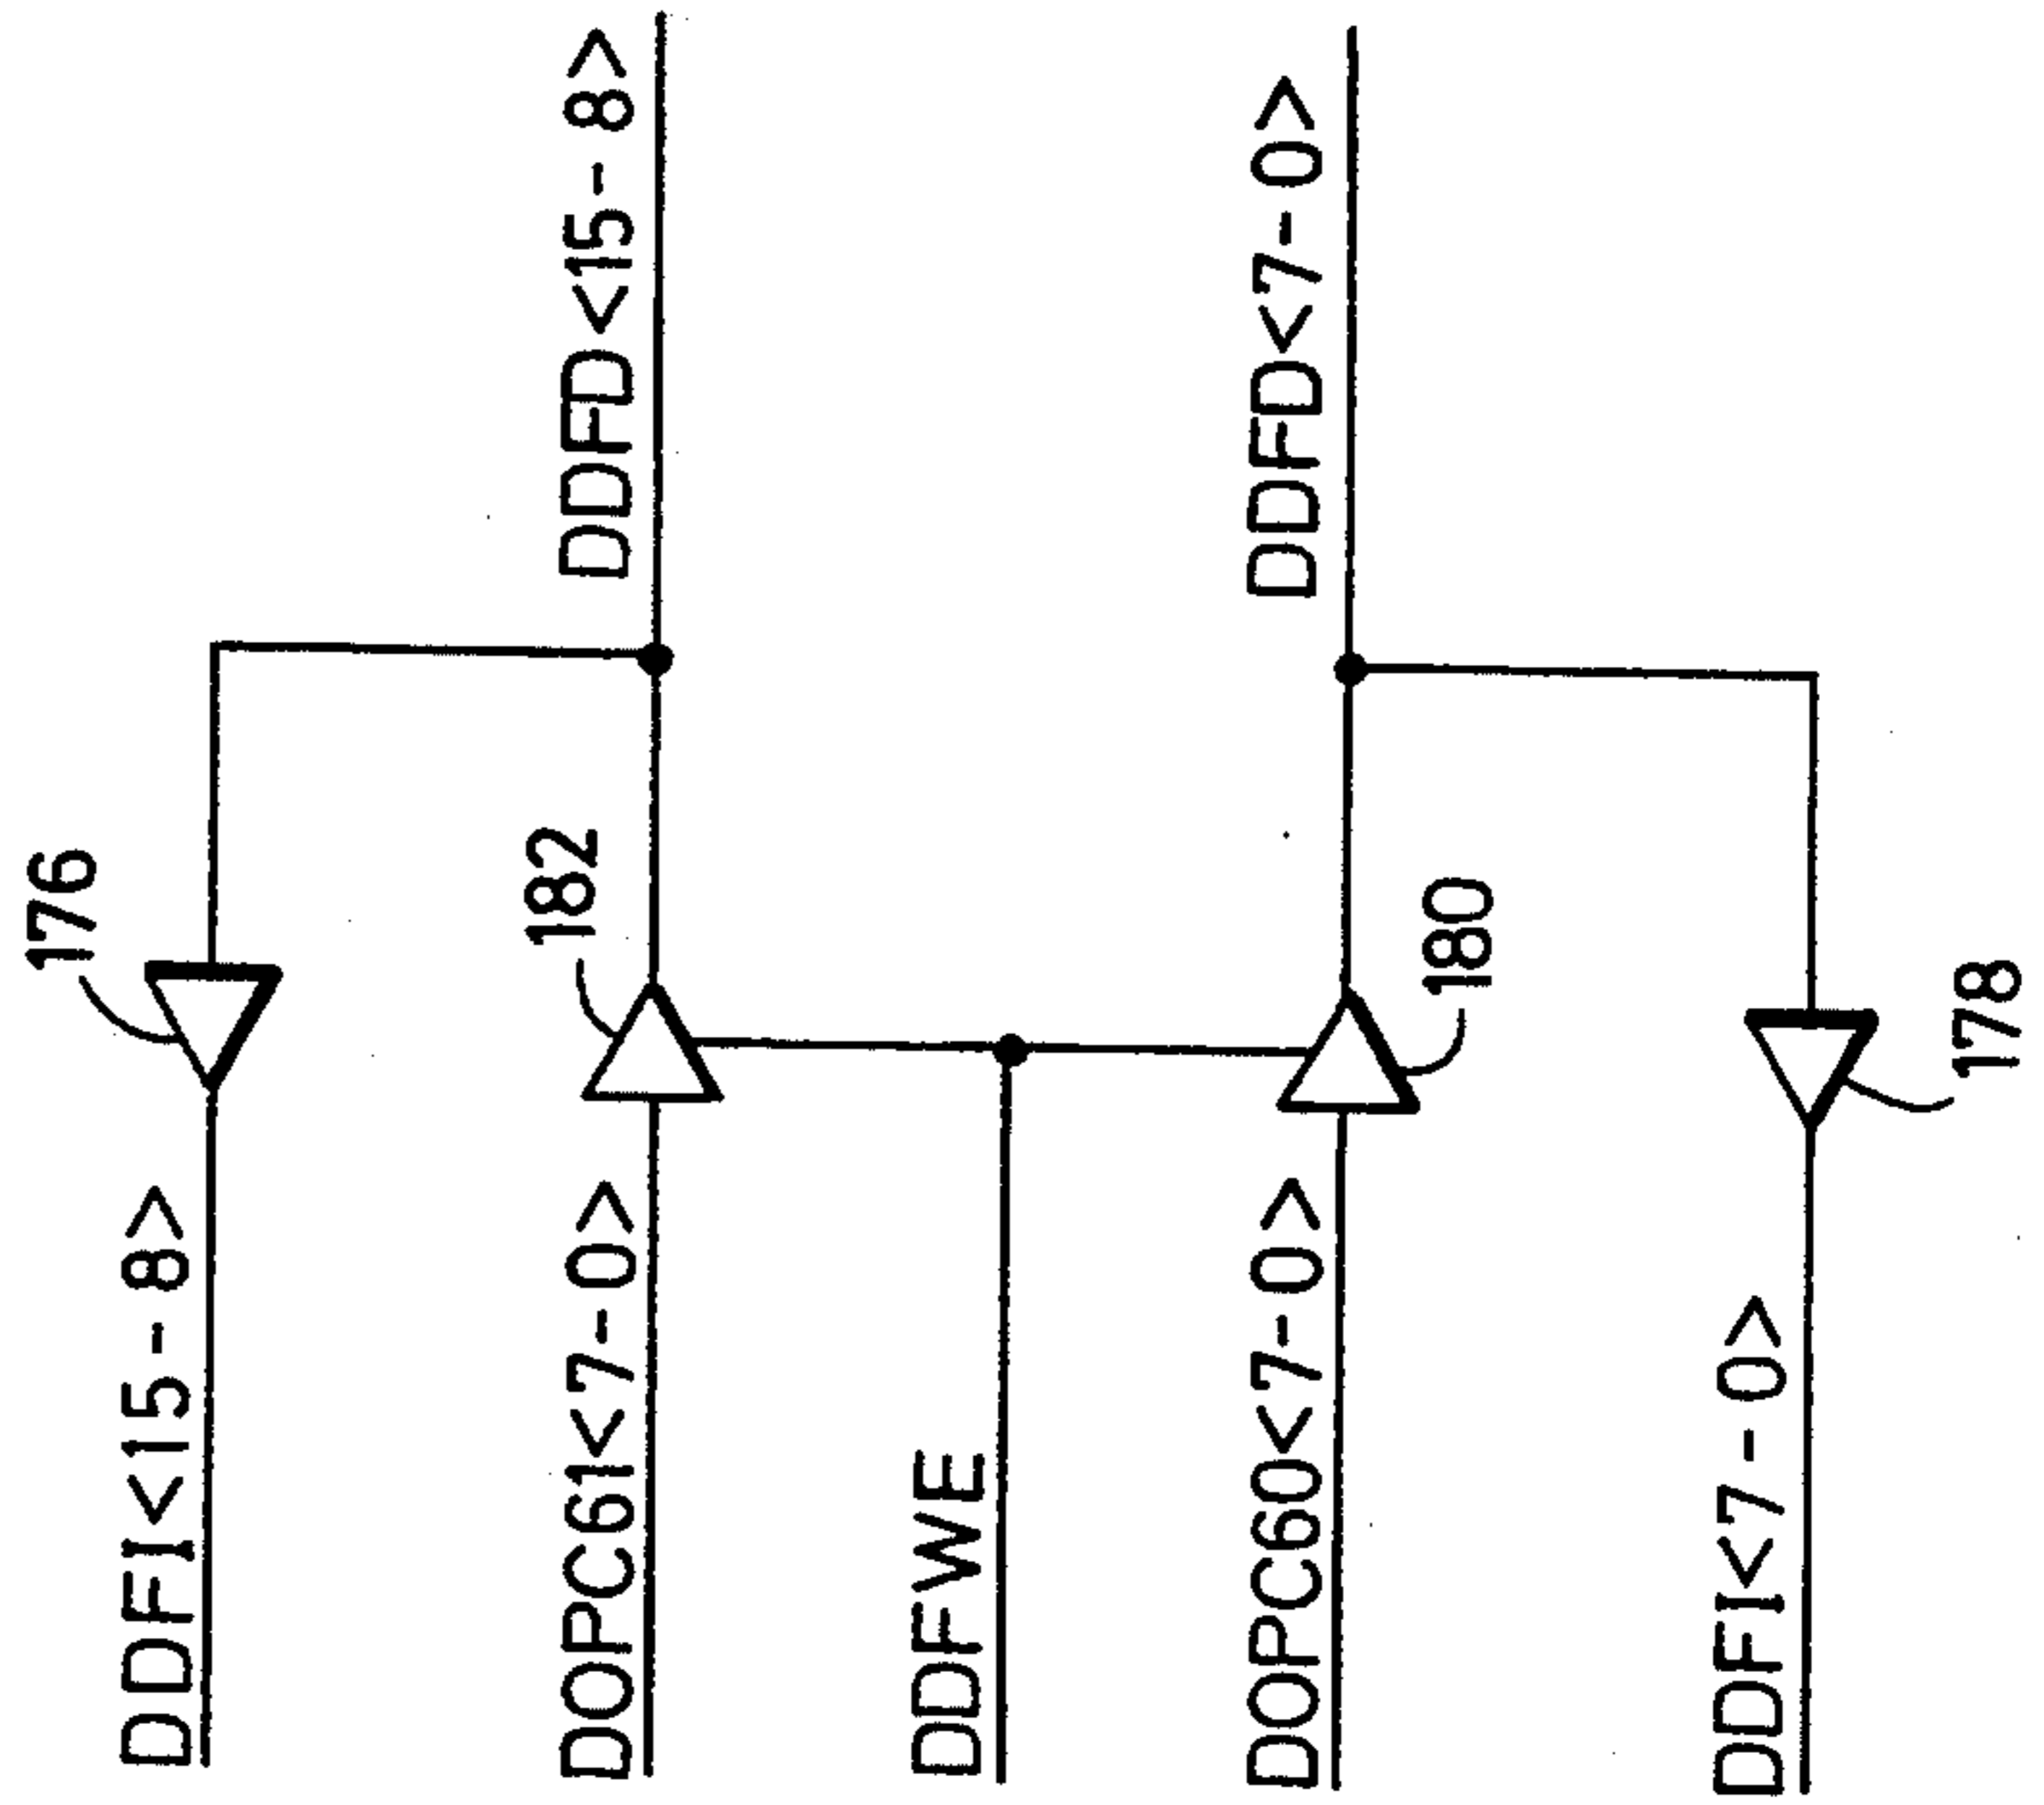 DDFI<15-8>
176
DOPC61<7-0>
182
DDFD<15-8>
DDFWE
DOPC60<7-0>
180
DDFD<7-0>
DDFI<7-0>
178